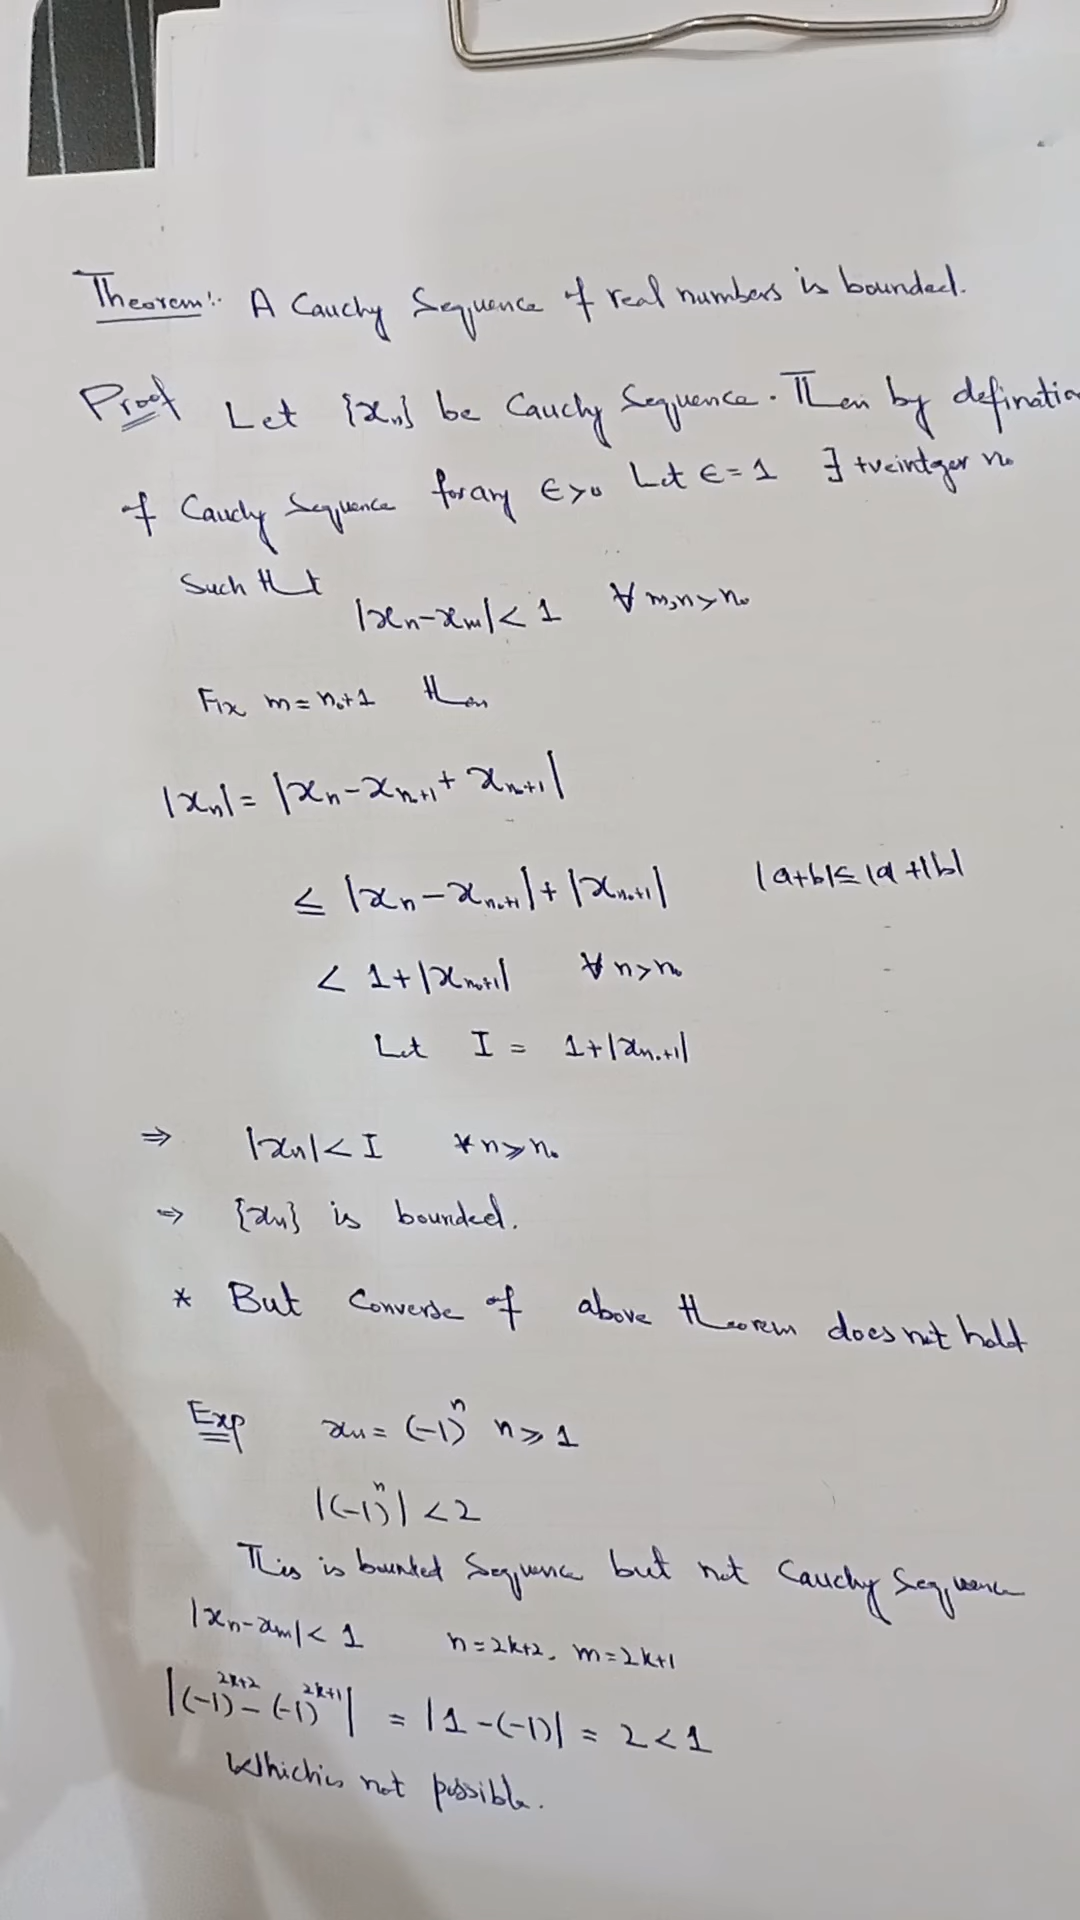 Theorem:- A Cauchy Sequence of real numbers is bounded.
Proof Let {xₙ} be Cauchy Sequence. Then by definatio
of Cauchy Sequence for any ϵ>0 Let ϵ=1 ∃ +ve intger n₀
Such that
|xₙ-xₘ|< 1 ∀ m,n>n₀
Fix m=n₀+1 then
|xₙ|= |xₙ-xₙ₀₊₁+ xₙ₀₊₁|
≤ |xₙ-xₙ₀₊₁|+|xₙ₀₊₁| |a+b|≤|a|+|b|
< 1+|xₙ₀₊₁| ∀ n>n₀
Let I = 1+|xₙ₀₊₁|
⇒ |xₙ|< I ∀ n≥n₀
⇒ {xₙ} is bounded.
* But Converse of above theorem does not hold
Exp xₙ= (-1)ⁿ n≥1
|(-1)ⁿ| <2
This is bounted Sequence but not Cauchy Sequence
|xₙ-xₘ|< 1 n=2k+2, m=2k+1
|(-1)²ᵏ⁺²-(-1)²ᵏ⁺¹| = |1-(-1)| = 2<1
Which is not possible.